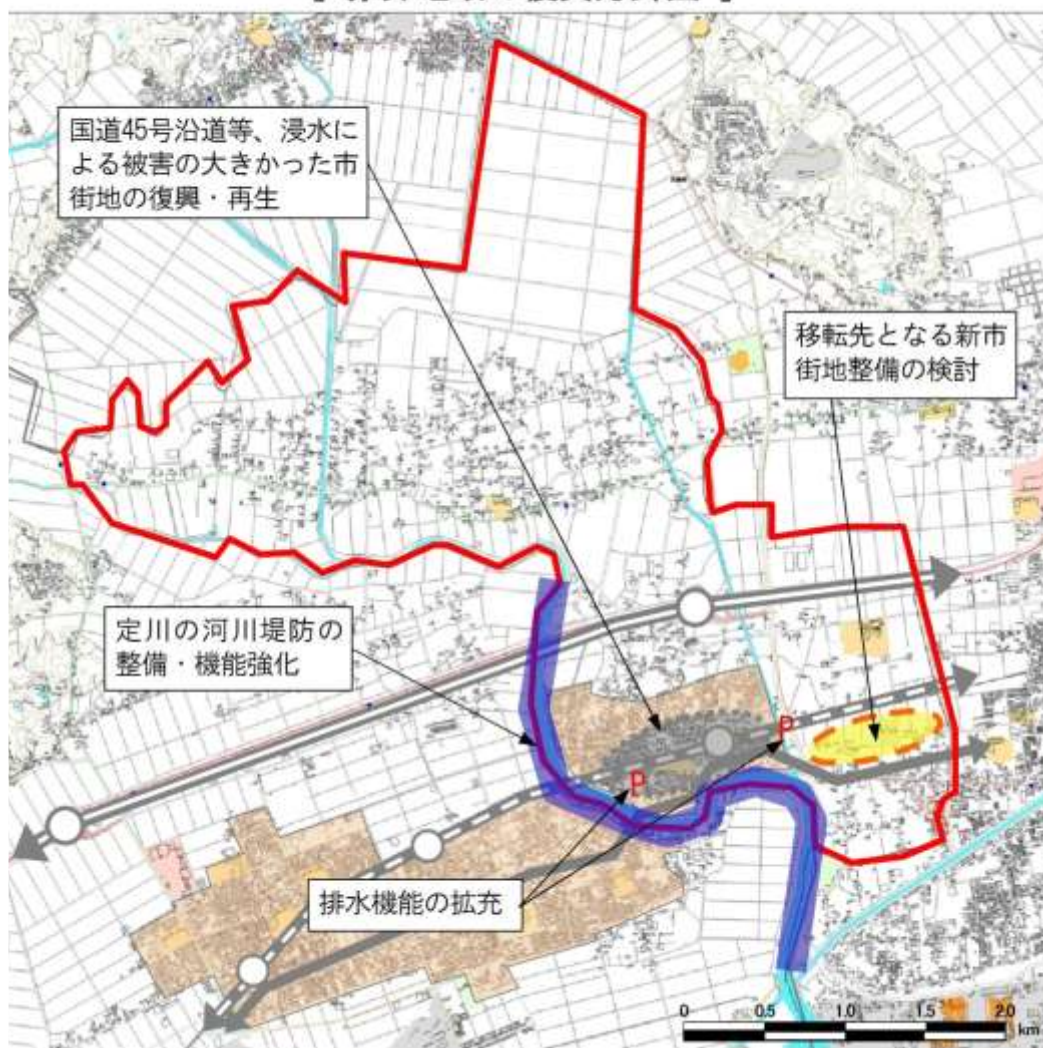 国道45号沿道等、浸水に
よる被害の大きかった市
街地の復興・再生
移転先となる新市
街地整備の検討
定川の河川堤防の
整備・機能強化
P
P
排水機能の拡充
0 0.5 1.0 1.5 2.0
km